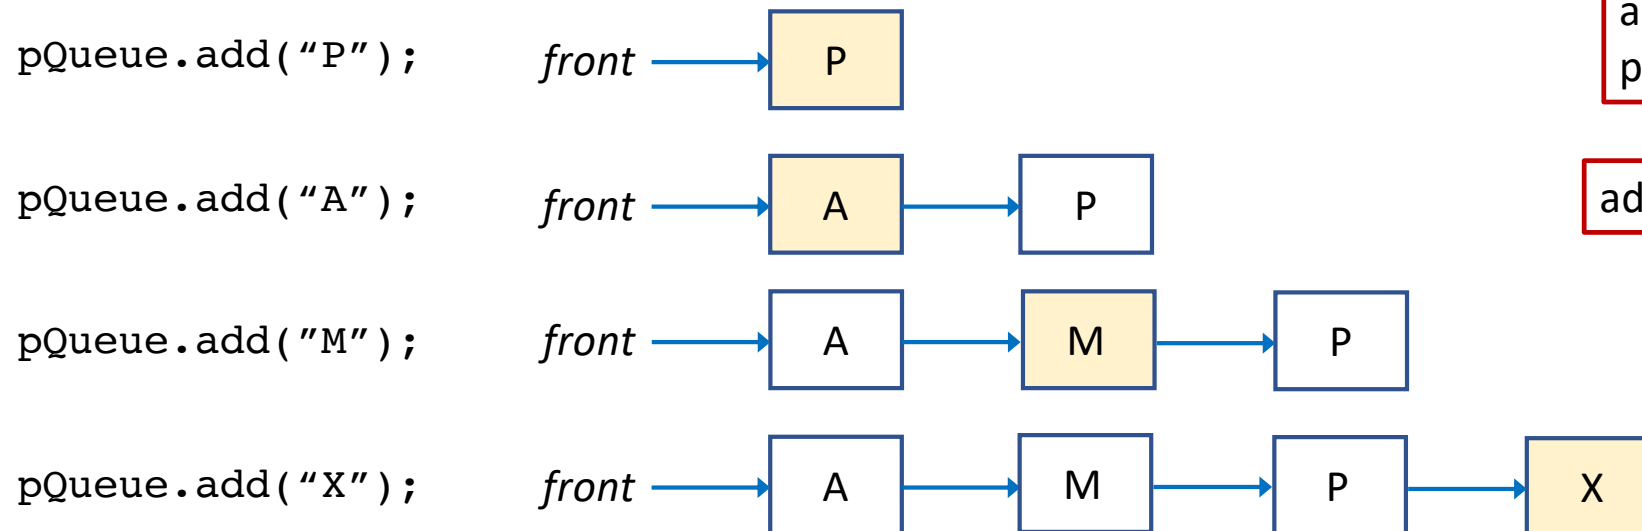 pQueue.add(“P”); front P
pQueue.add(“A”); front A P
pQueue.add(”M”); front A M P
pQueue.add(“X”); front A M P X